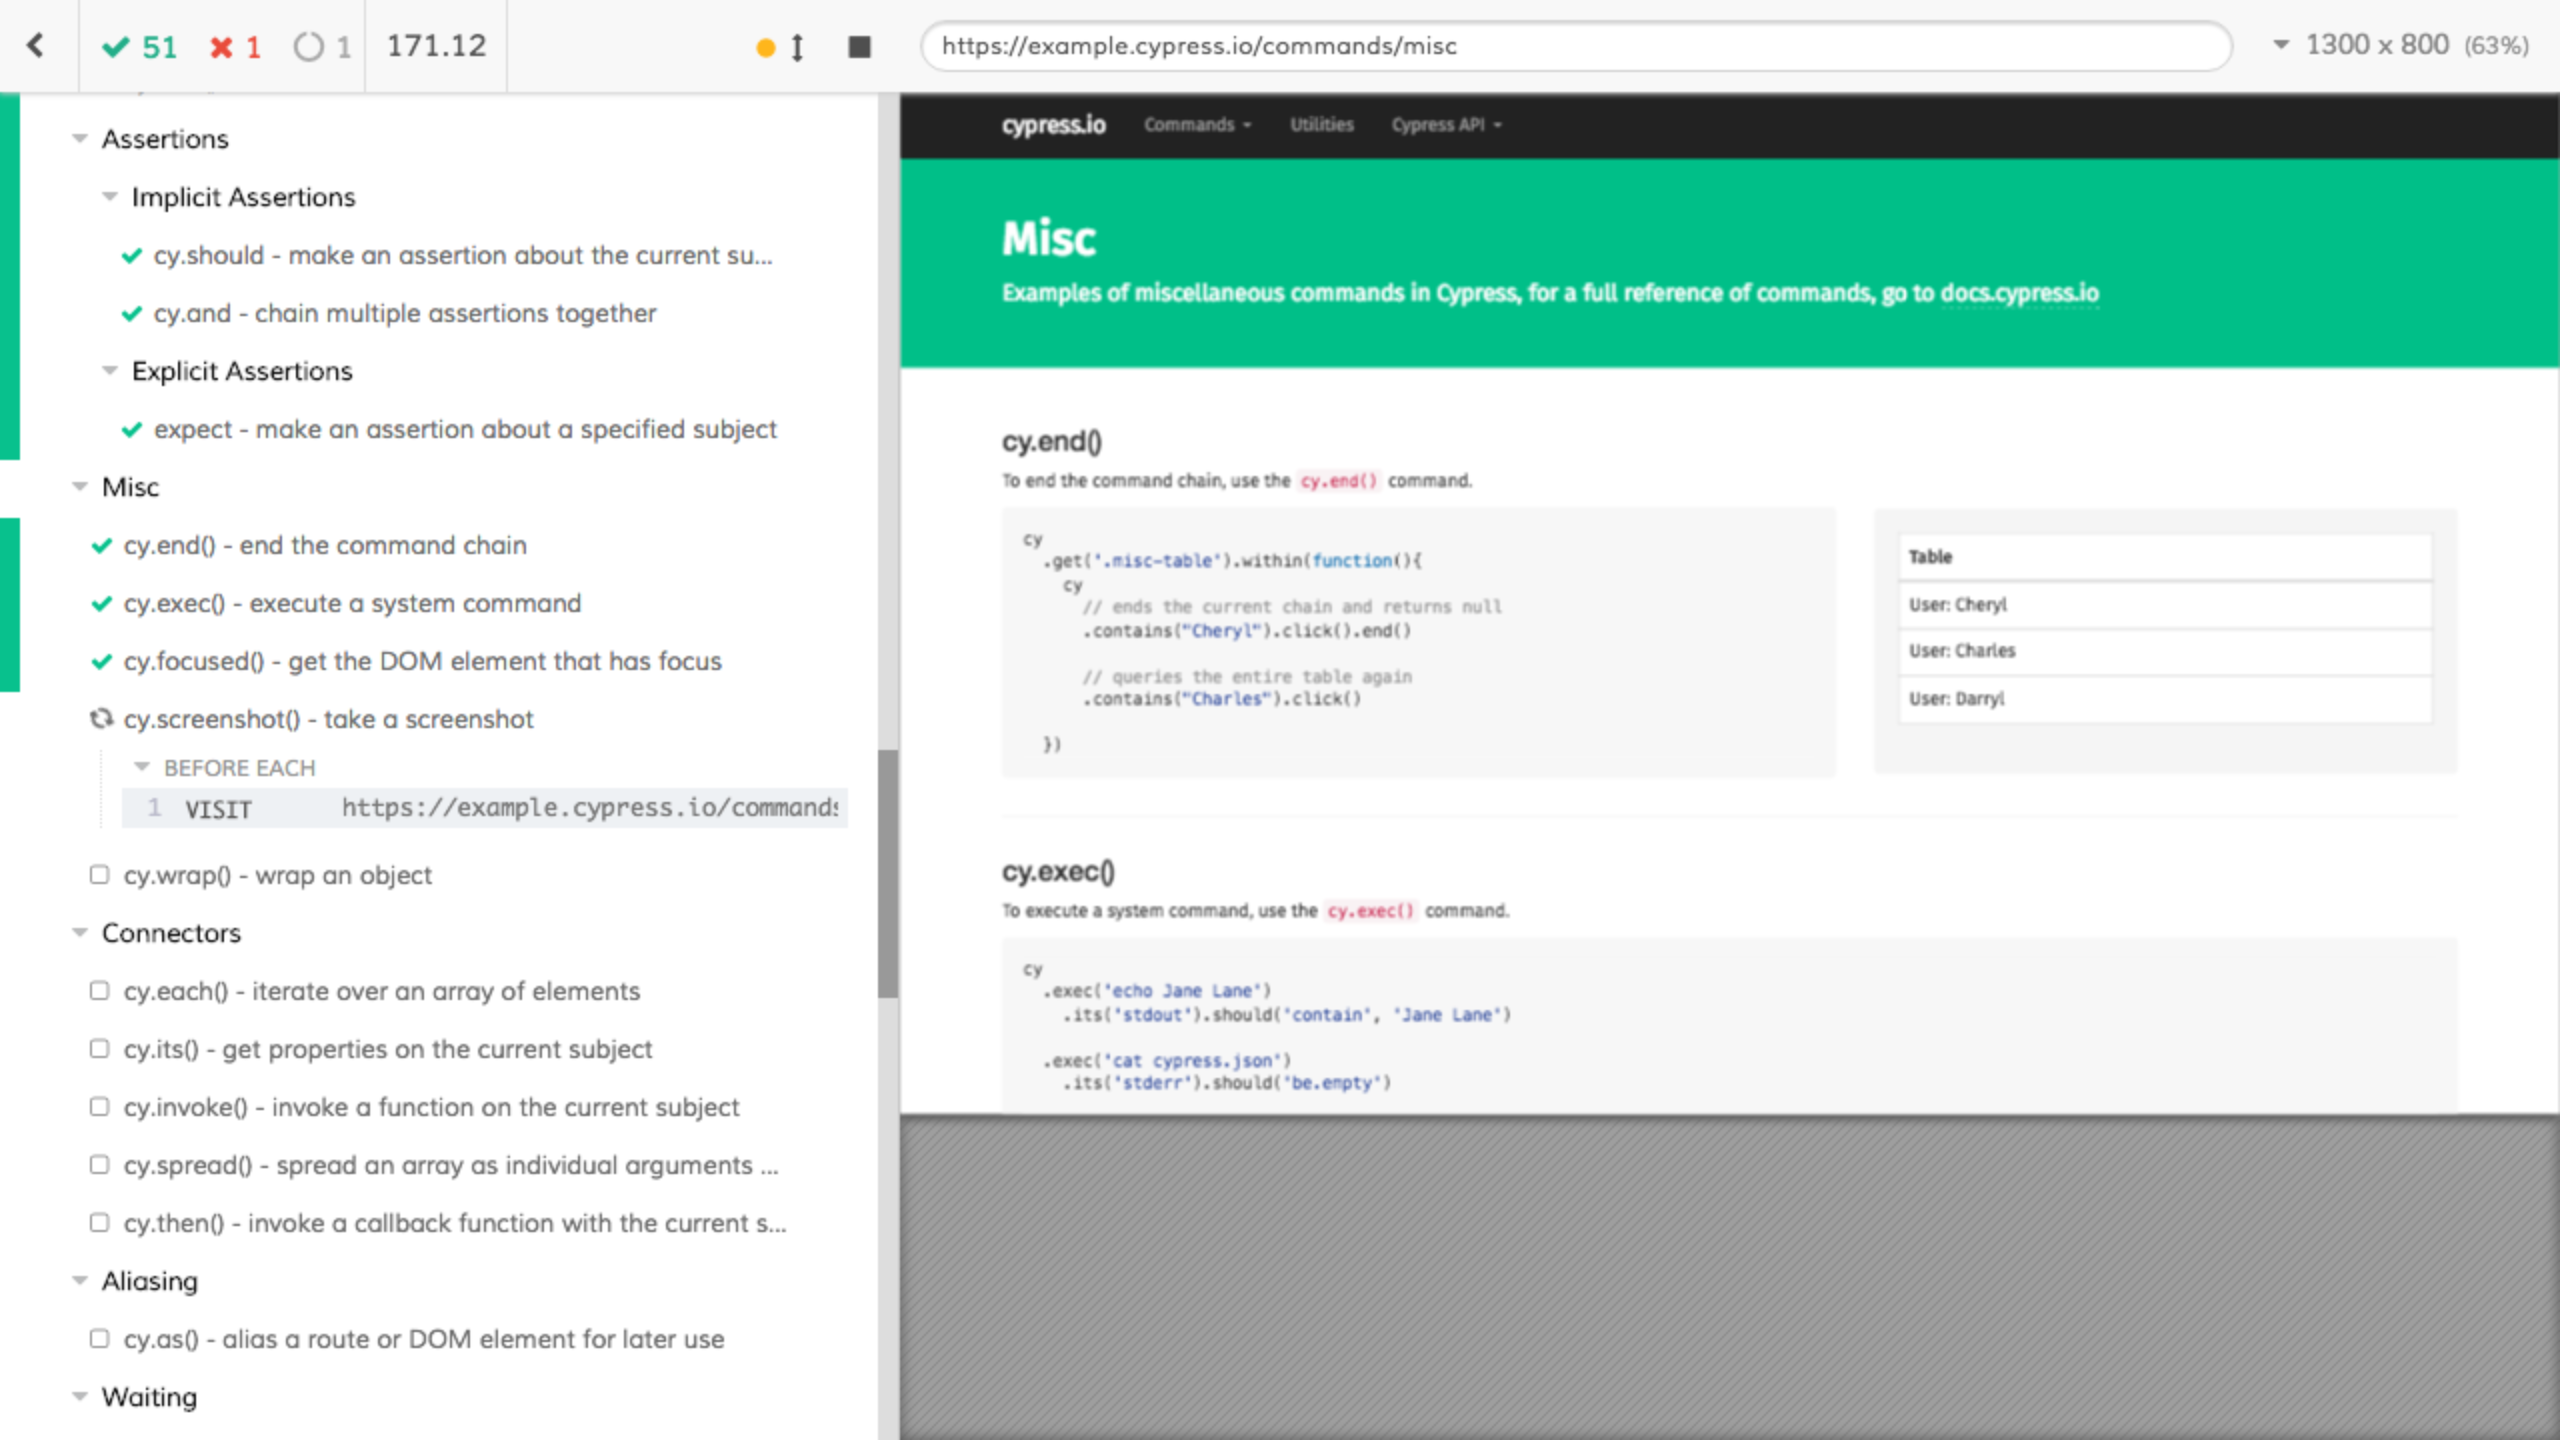 51 1 1 171.12
https://example.cypress.io/commands/misc
1300 x 800 (63%)
Assertions
Implicit Assertions
cy.should - make an assertion about the current su...
cy.and - chain multiple assertions together
Explicit Assertions
expect - make an assertion about a specified subject
Misc
cy.end() - end the command chain
cy.exec() - execute a system command
cy.focused() - get the DOM element that has focus
cy.screenshot() - take a screenshot
BEFORE EACH
1 VISIT https://example.cypress.io/commands
cy.wrap() - wrap an object
Connectors
cy.each() - iterate over an array of elements
cy.its() - get properties on the current subject
cy.invoke() - invoke a function on the current subject
cy.spread() - spread an array as individual arguments ...
cy.then() - invoke a callback function with the current s...
Aliasing
cy.as() - alias a route or DOM element for later use
Waiting
cypress.io Commands Utilities Cypress API
Misc
Examples of miscellaneous commands in Cypress, for a full reference of commands, go to docs.cypress.io
cy.end()
To end the command chain, use the cy.end() command.
cy
.get('.misc-table').within(function(){
cy
// ends the current chain and returns null
.contains("Cheryl").click().end()
// queries the entire table again
.contains("Charles").click()
})
Table
User: Cheryl
User: Charles
User: Darryl
cy.exec()
To execute a system command, use the cy.exec() command.
cy
.exec('echo Jane Lane')
.its('stdout').should('contain', 'Jane Lane')
.exec('cat cypress.json')
.its('stderr').should('be.empty')